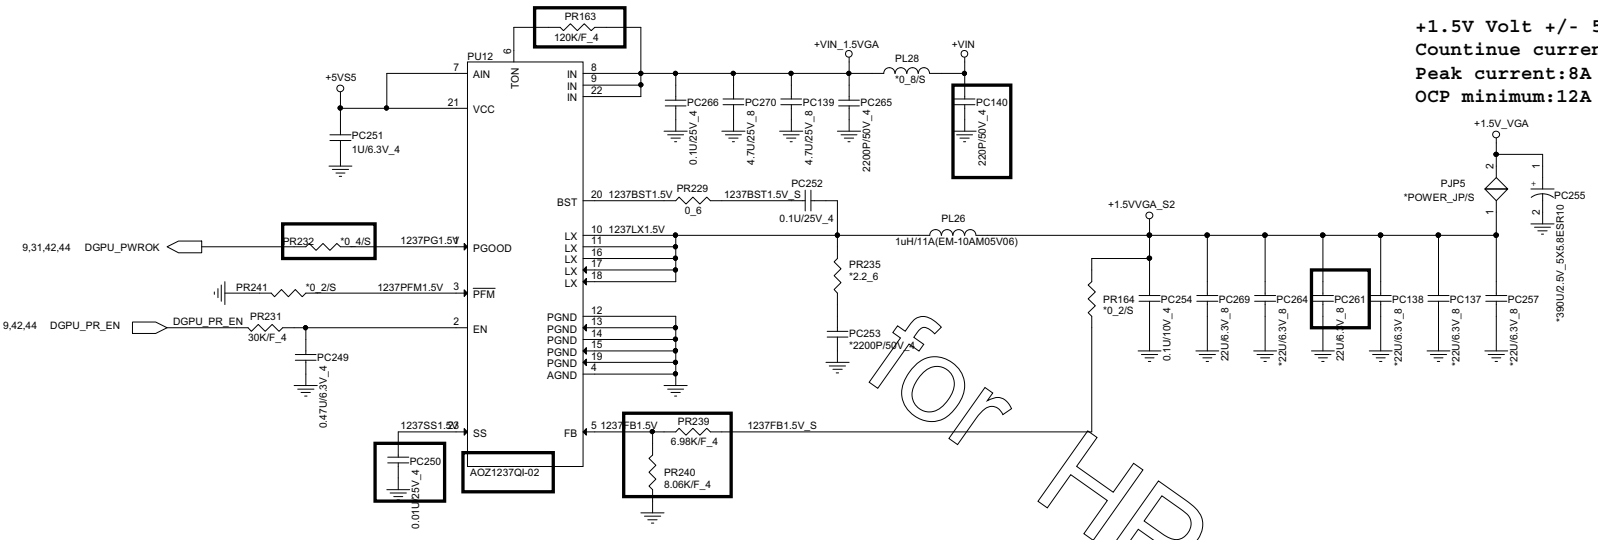 +1.5V Volt +/- 5
Countinue curren
Peak current:8A
OCP minimum:12A
PR163
120K/F_4
PU12
6
TON
7
AIN
21
VCC
+5VS5
PC251
1U/6.3V_4
IN
8
IN
9
IN
22
+VIN_1.5VGA
PL28
*0_8/S
+VIN
PC266
0.1U/25V_4
PC270
4.7U/25V_8
PC139
4.7U/25V_8
PC265
2200P/50V_4
PC140
220P/50V_4
+1.5V_VGA
2
PJP5
*POWER_JP/S
1
1
+
PC255
2
*390U/2.5V_5X5.8ESR10
BST
20
1237BST1.5V
PR229
0_6
1237BST1.5V_S
PC252
0.1U/25V_4
+1.5VVGA_S2
LX
10
1237LX1.5V
LX
11
LX
16
LX
17
LX
18
PL26
1uH/11A(EM-10AM05V06)
9,31,42,44
DGPU_PWROK
PR232
*0_4/S
1237PG1.5V
1
PGOOD
PR241
*0_2/S
1237PFM1.5V
3
PFM
9,42,44
DGPU_PR_EN
DGPU_PR_EN
PR231
30K/F_4
2
EN
PC249
0.47U/6.3V_4
PR235
*2.2_6
PC253
*2200P/50V_4
PGND
12
PGND
13
PGND
14
PGND
15
PGND
19
AGND
4
PR164
*0_2/S
PC254
0.1U/10V_4
PC269
22U/6.3V_8
PC264
*22U/6.3V_8
PC261
22U/6.3V_8
PC138
*22U/6.3V_8
PC137
*22U/6.3V_8
PC257
*22U/6.3V_8
1237SS1.5V
23
SS
PC250
0.01U/25V_4
AOZ1237QI-02
FB
5
1237FB1.5V
PR239
6.98K/F_4
1237FB1.5V_S
PR240
8.06K/F_4
for
HP